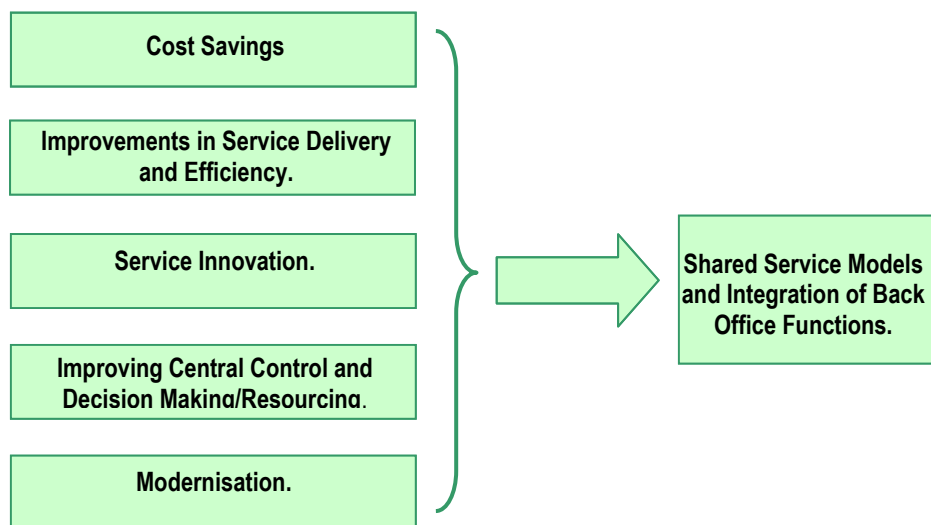 Cost Savings
Improvements in Service Delivery
and Efficiency.
Service Innovation.
Improving Central Control and
Decision Making/Resourcing.
Modernisation.
Shared Service Models
and Integration of Back
Office Functions.